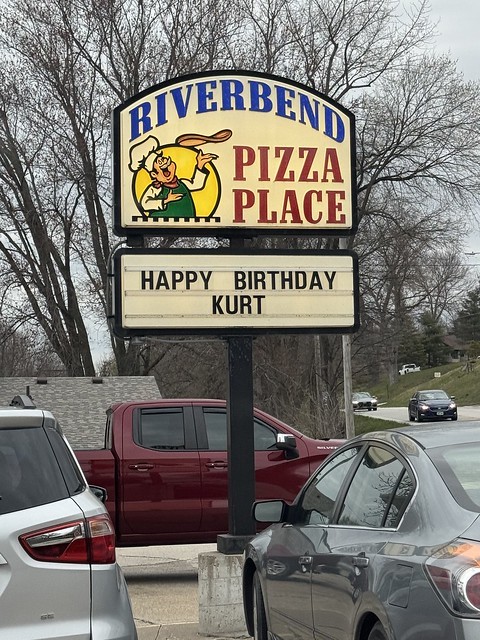 RIVERBEND
PIZZA
PLACE
HAPPY BIRTHDAY
KURT